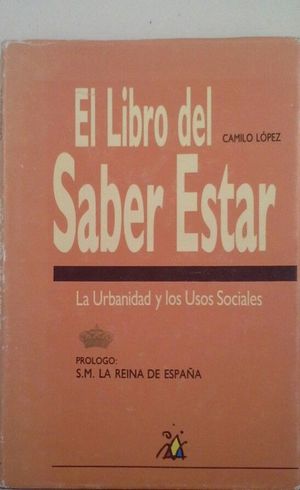 El Libro del
CAMILO LÓPEZ
Saber Estar
La Urbanidad y los Usos Sociales
PROLOGO:
S.M. LA REINA DE ESPAÑA